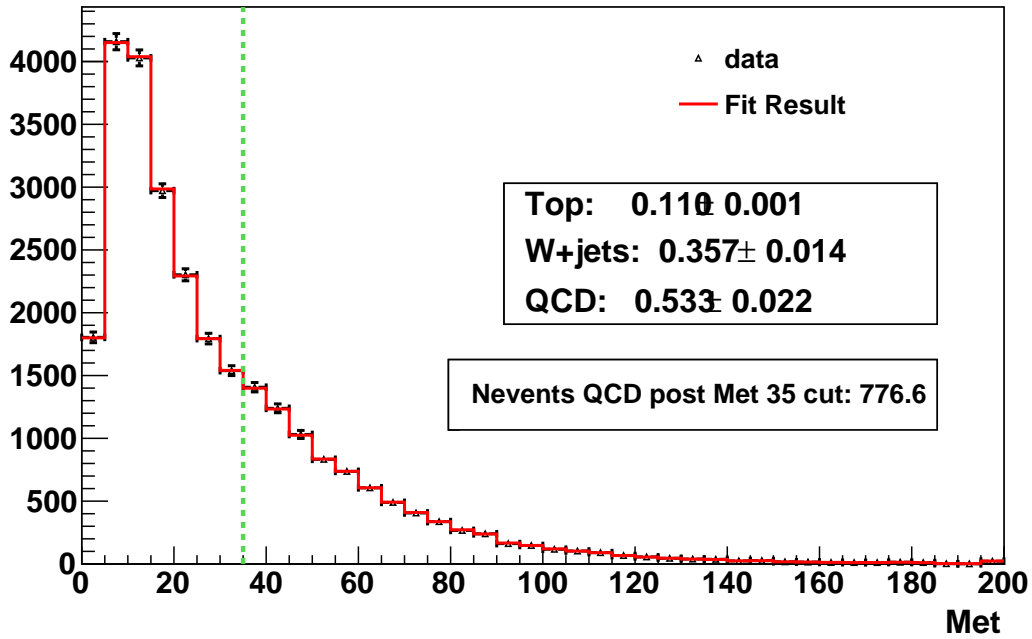 4000
3500
3000
2500
2000
1500
1000
500
0
0 20 40 60 80 100 120 140 160 180 200
Met
data
Fit Result
Top: 0.110± 0.001
W+jets: 0.357± 0.014
QCD: 0.533± 0.022
Nevents QCD post Met 35 cut: 776.6